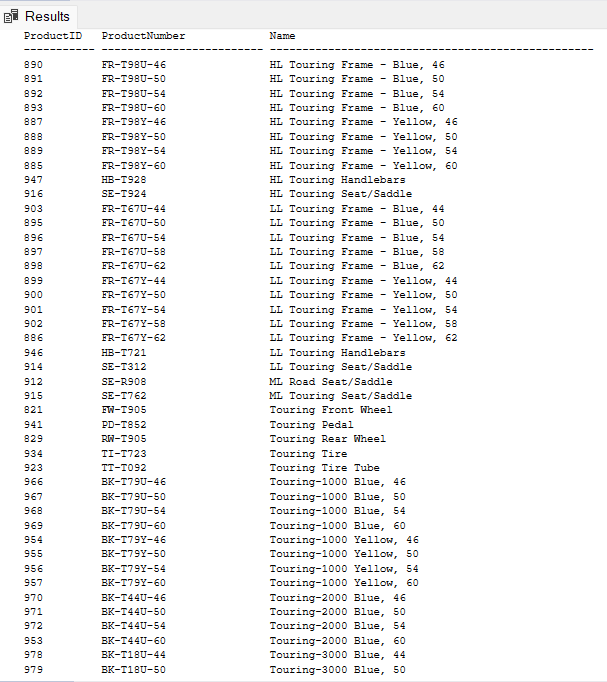 Results
ProductID ProductNumber Name
----------- ------------------------- --------------------------------------------------
890 FR-T98U-46 HL Touring Frame - Blue, 46
891 FR-T98U-50 HL Touring Frame - Blue, 50
892 FR-T98U-54 HL Touring Frame - Blue, 54
893 FR-T98U-60 HL Touring Frame - Blue, 60
887 FR-T98Y-46 HL Touring Frame - Yellow, 46
888 FR-T98Y-50 HL Touring Frame - Yellow, 50
889 FR-T98Y-54 HL Touring Frame - Yellow, 54
885 FR-T98Y-60 HL Touring Frame - Yellow, 60
947 HB-T928 HL Touring Handlebars
916 SE-T924 HL Touring Seat/Saddle
903 FR-T67U-44 LL Touring Frame - Blue, 44
895 FR-T67U-50 LL Touring Frame - Blue, 50
896 FR-T67U-54 LL Touring Frame - Blue, 54
897 FR-T67U-58 LL Touring Frame - Blue, 58
898 FR-T67U-62 LL Touring Frame - Blue, 62
899 FR-T67Y-44 LL Touring Frame - Yellow, 44
900 FR-T67Y-50 LL Touring Frame - Yellow, 50
901 FR-T67Y-54 LL Touring Frame - Yellow, 54
902 FR-T67Y-58 LL Touring Frame - Yellow, 58
886 FR-T67Y-62 LL Touring Frame - Yellow, 62
946 HB-T721 LL Touring Handlebars
914 SE-T312 LL Touring Seat/Saddle
912 SE-R908 ML Road Seat/Saddle
915 SE-T762 ML Touring Seat/Saddle
821 FW-T905 Touring Front Wheel
941 PD-T852 Touring Pedal
829 RW-T905 Touring Rear Wheel
934 TI-T723 Touring Tire
923 TT-T092 Touring Tire Tube
966 BK-T79U-46 Touring-1000 Blue, 46
967 BK-T79U-50 Touring-1000 Blue, 50
968 BK-T79U-54 Touring-1000 Blue, 54
969 BK-T79U-60 Touring-1000 Blue, 60
954 BK-T79Y-46 Touring-1000 Yellow, 46
955 BK-T79Y-50 Touring-1000 Yellow, 50
956 BK-T79Y-54 Touring-1000 Yellow, 54
957 BK-T79Y-60 Touring-1000 Yellow, 60
970 BK-T44U-46 Touring-2000 Blue, 46
971 BK-T44U-50 Touring-2000 Blue, 50
972 BK-T44U-54 Touring-2000 Blue, 54
953 BK-T44U-60 Touring-2000 Blue, 60
978 BK-T18U-44 Touring-3000 Blue, 44
979 BK-T18U-50 Touring-3000 Blue, 50